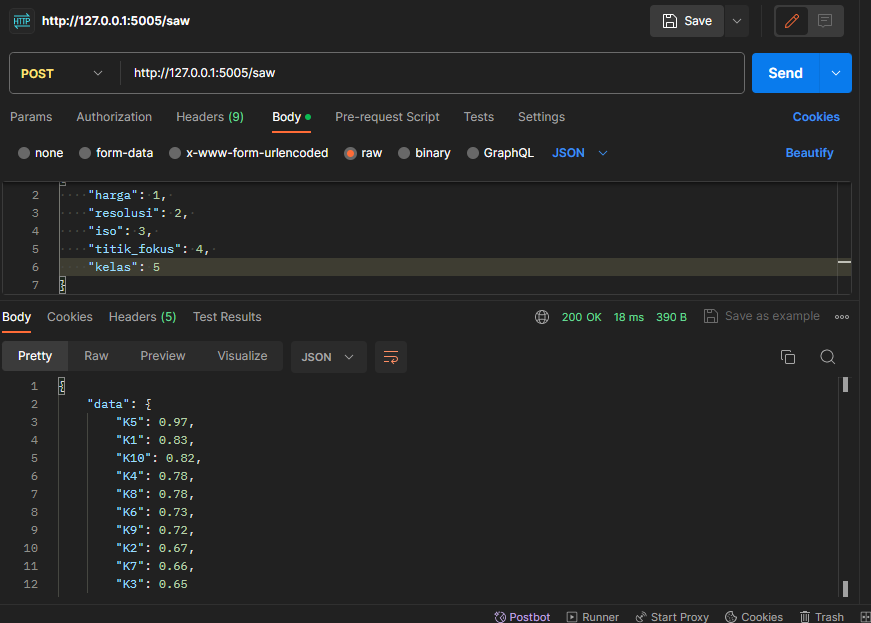 HTTP http://127.0.0.1:5005/saw Save
POST http://127.0.0.1:5005/saw Send
Params Authorization Headers (9) Body Pre-request Script Tests Settings Cookies
none form-data x-www-form-urlencoded raw binary GraphQL JSON Beautify
2 "harga": 1,
3 "resolusi": 2,
4 "iso": 3,
5 "titik_fokus": 4,
6 "kelas": 5
7 }
Body Cookies Headers (5) Test Results 200 OK 18 ms 390 B Save as example
Pretty Raw Preview Visualize JSON
1 {
2 "data": {
3 "K5": 0.97,
4 "K1": 0.83,
5 "K10": 0.82,
6 "K4": 0.78,
7 "K8": 0.78,
8 "K6": 0.73,
9 "K9": 0.72,
10 "K2": 0.67,
11 "K7": 0.66,
12 "K3": 0.65
Postbot Runner Start Proxy Cookies Trash